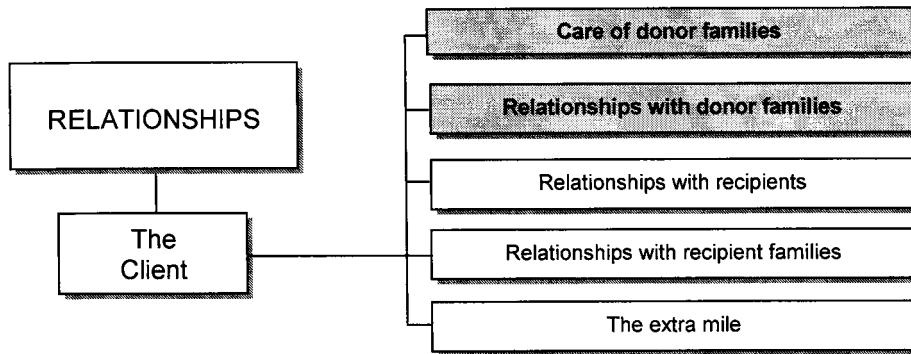 Care of donor families
RELATIONSHIPS
Relationships with donor families
Relationships with recipients
The
Client
Relationships with recipient families
The extra mile